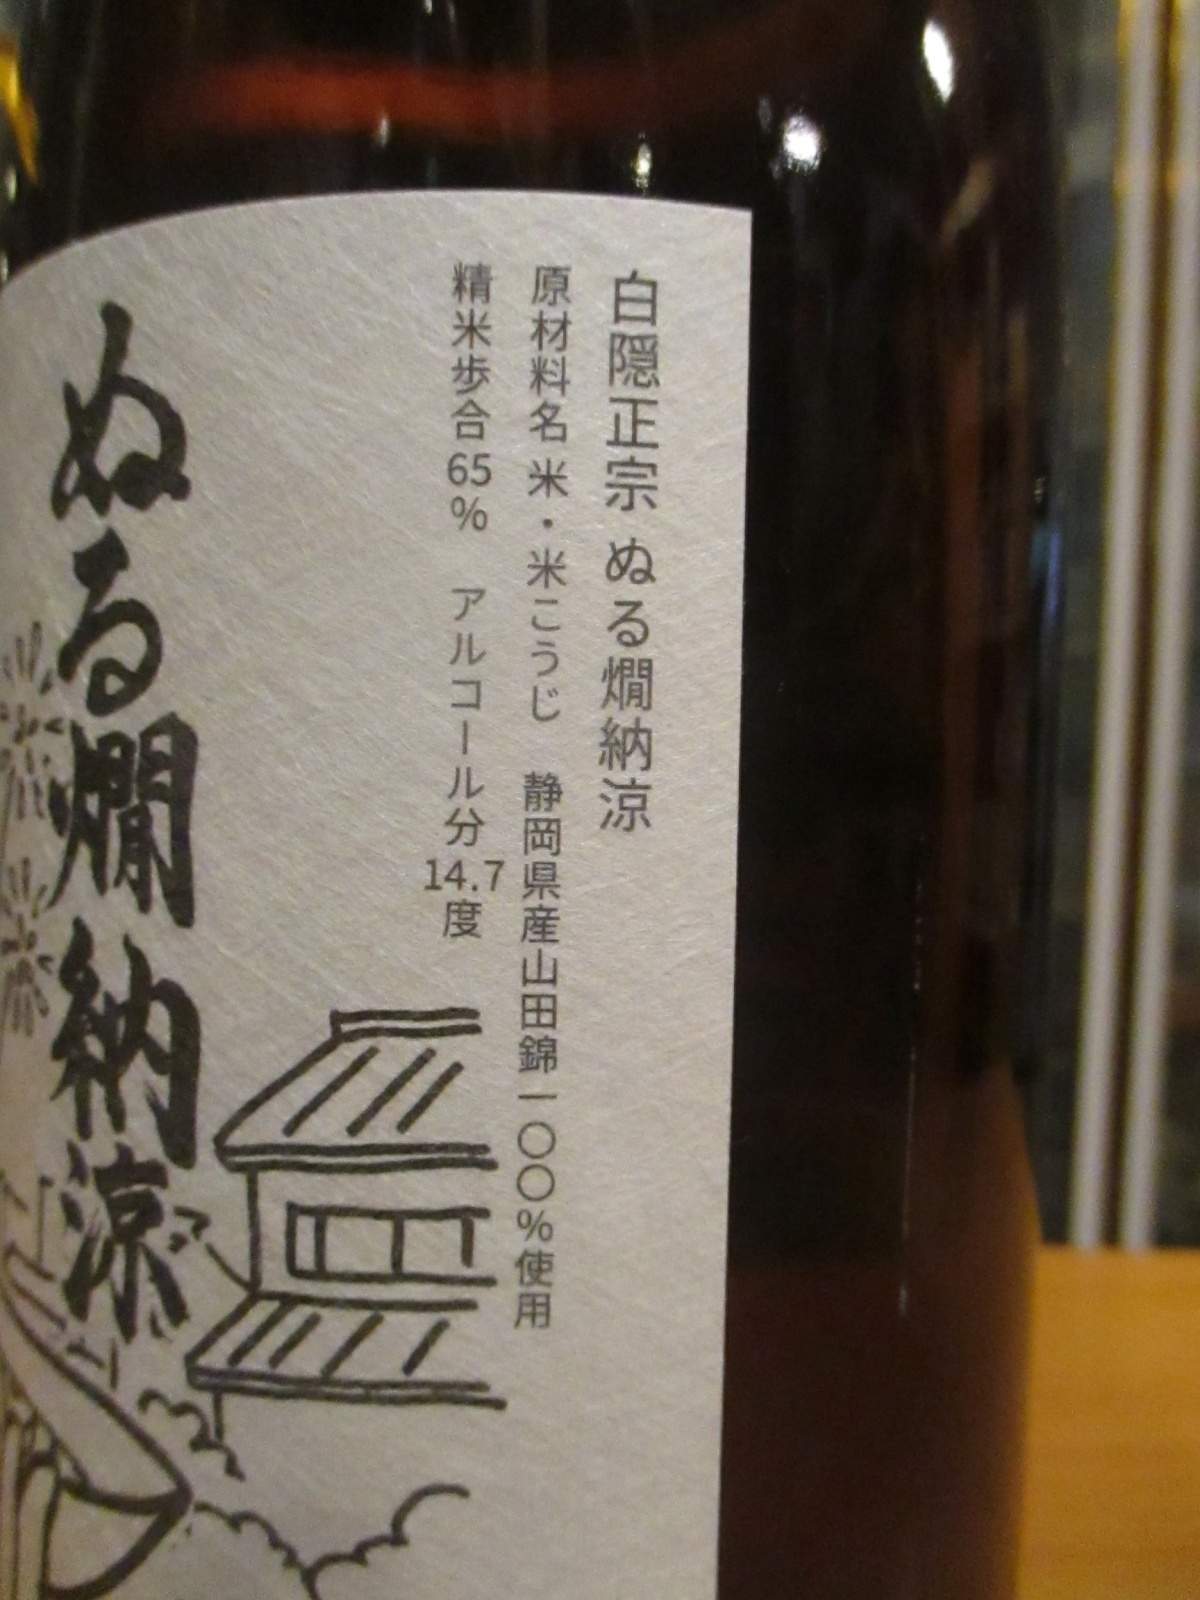 白隠正宗 ぬる燗納涼
原材料名 米・米こうじ 静岡県産山田錦一〇〇%使用
精米歩合65% アルコール分14.7度
ぬる燗納涼